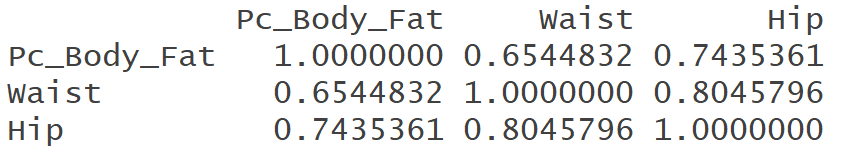 Pc_Body_Fat Waist Hip
Pc_Body_Fat 1.0000000 0.6544832 0.7435361
Waist 0.6544832 1.0000000 0.8045796
Hip 0.7435361 0.8045796 1.0000000